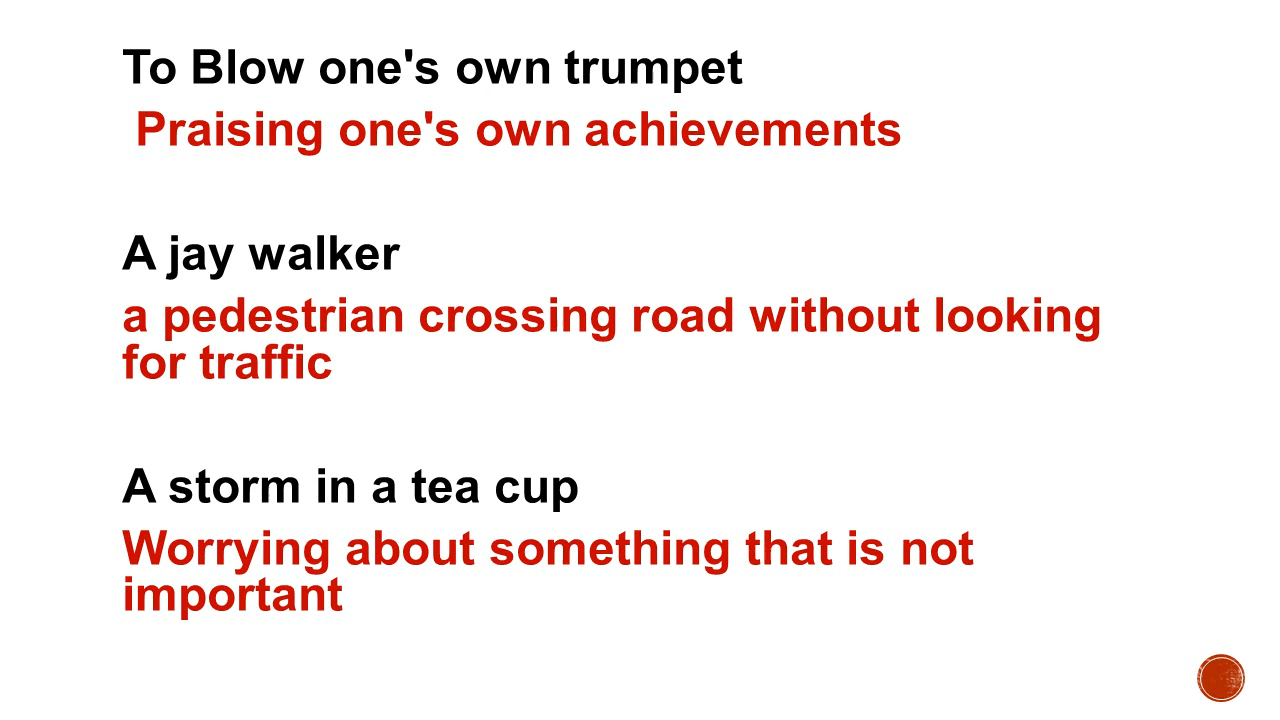 To Blow one's own trumpet
Praising one's own achievements
A jay walker
a pedestrian crossing road without looking
for traffic
A storm in a tea cup
Worrying about something that is not
important